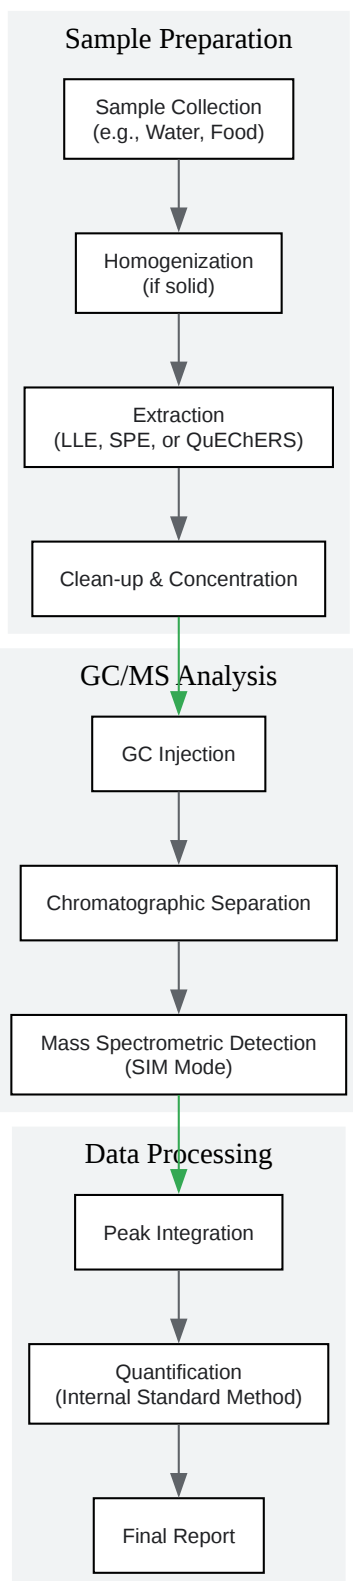 Sample Preparation
Sample Collection
(e.g., Water, Food)
Homogenization
(if solid)
Extraction
(LLE, SPE, or QuEChERS)
Clean-up & Concentration
GC/MS Analysis
GC Injection
Chromatographic Separation
Mass Spectrometric Detection
(SIM Mode)
Data Processing
Peak Integration
Quantification
(Internal Standard Method)
Final Report